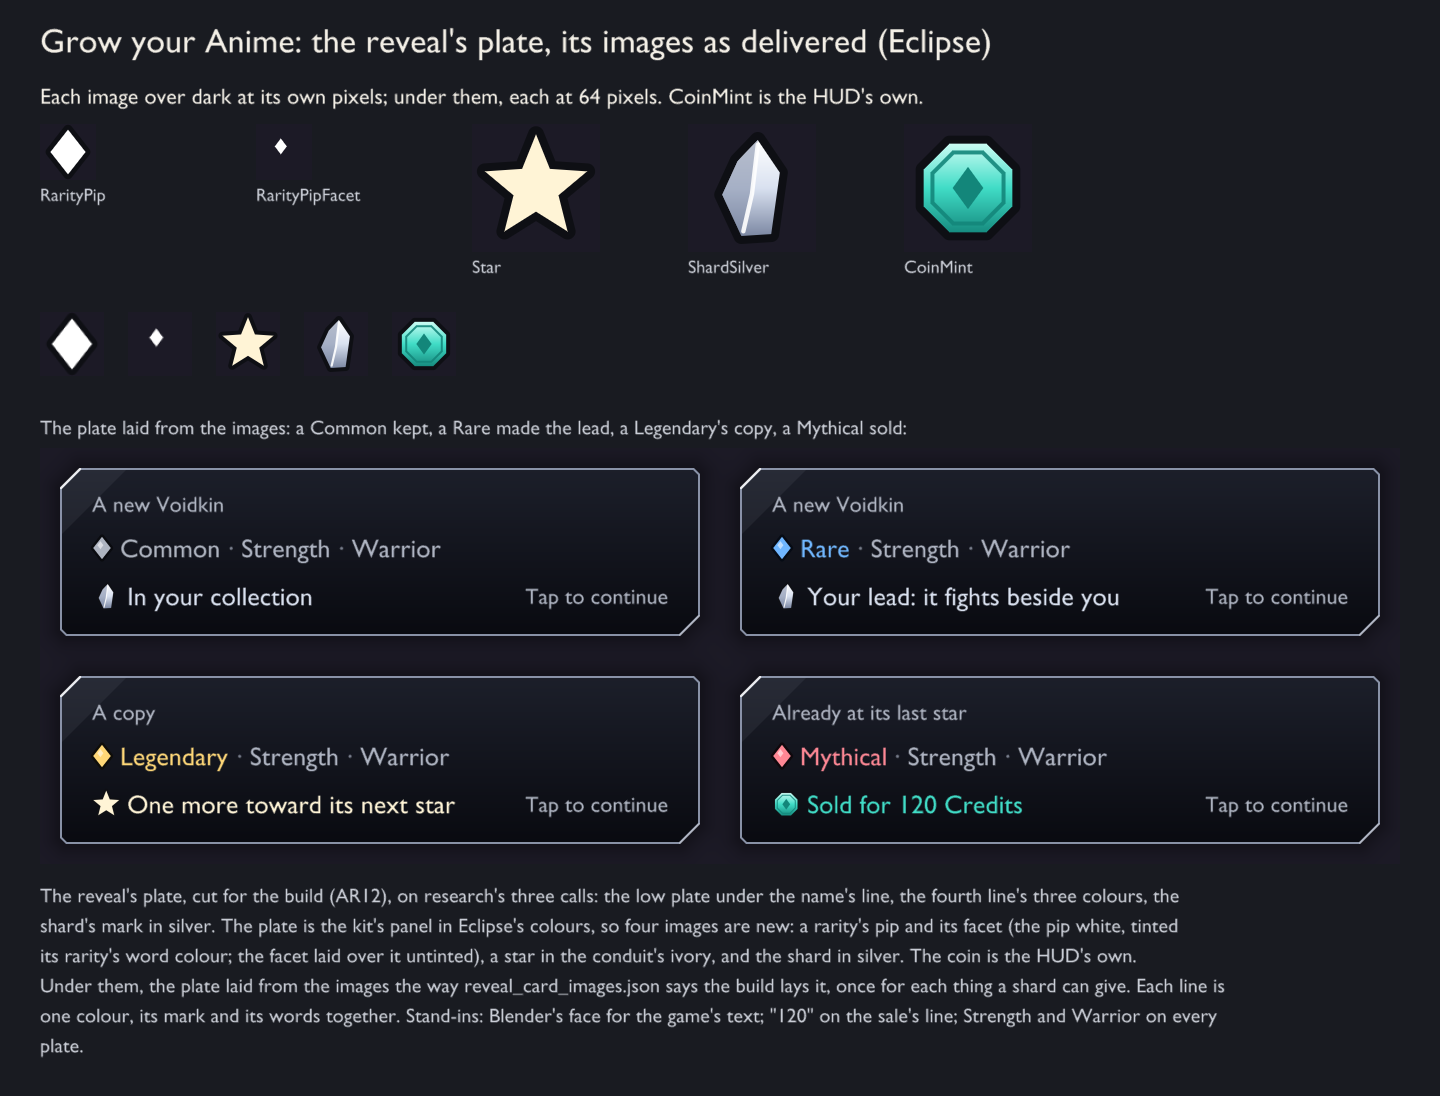 Grow your Anime: the reveal's plate, its images as delivered (Eclipse)
Each image over dark at its own pixels; under them, each at 64 pixels. CoinMint is the HUD's own.
RarityPip
RarityPipFacet
Star
ShardSilver
CoinMint
The plate laid from the images: a Common kept, a Rare made the lead, a Legendary's copy, a Mythical sold:
A new Voidkin
Common · Strength · Warrior
In your collection
Tap to continue
A new Voidkin
Rare · Strength · Warrior
Your lead: it fights beside you
Tap to continue
A copy
Legendary · Strength · Warrior
One more toward its next star
Tap to continue
Already at its last star
Mythical · Strength · Warrior
Sold for 120 Credits
Tap to continue
The reveal's plate, cut for the build (AR12), on research's three calls: the low plate under the name's line, the fourth line's three colours, the
shard's mark in silver. The plate is the kit's panel in Eclipse's colours, so four images are new: a rarity's pip and its facet (the pip white, tinted
its rarity's word colour; the facet laid over it untinted), a star in the conduit's ivory, and the shard in silver. The coin is the HUD's own.
Under them, the plate laid from the images the way reveal_card_images.json says the build lays it, once for each thing a shard can give. Each line is
one colour, its mark and its words together. Stand-ins: Blender's face for the game's text; "120" on the sale's line; Strength and Warrior on every
plate.